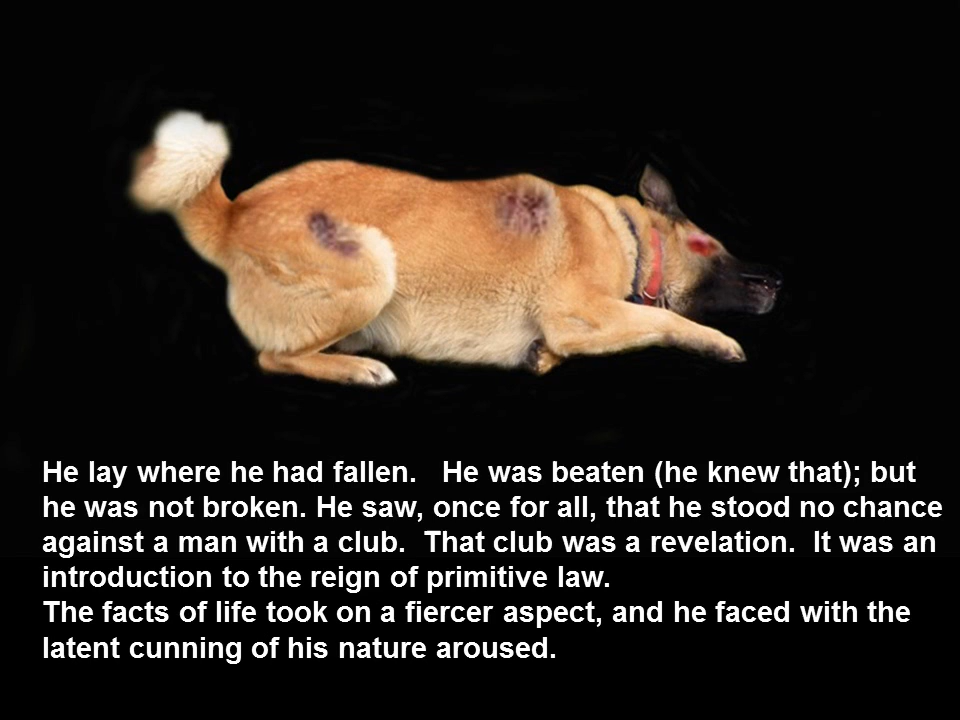 He lay where he had fallen.   He was beaten (he knew that); but
he was not broken. He saw, once for all, that he stood no chance
against a man with a club.  That club was a revelation.  It was an
introduction to the reign of primitive law.
The facts of life took on a fiercer aspect, and he faced with the
latent cunning of his nature aroused.